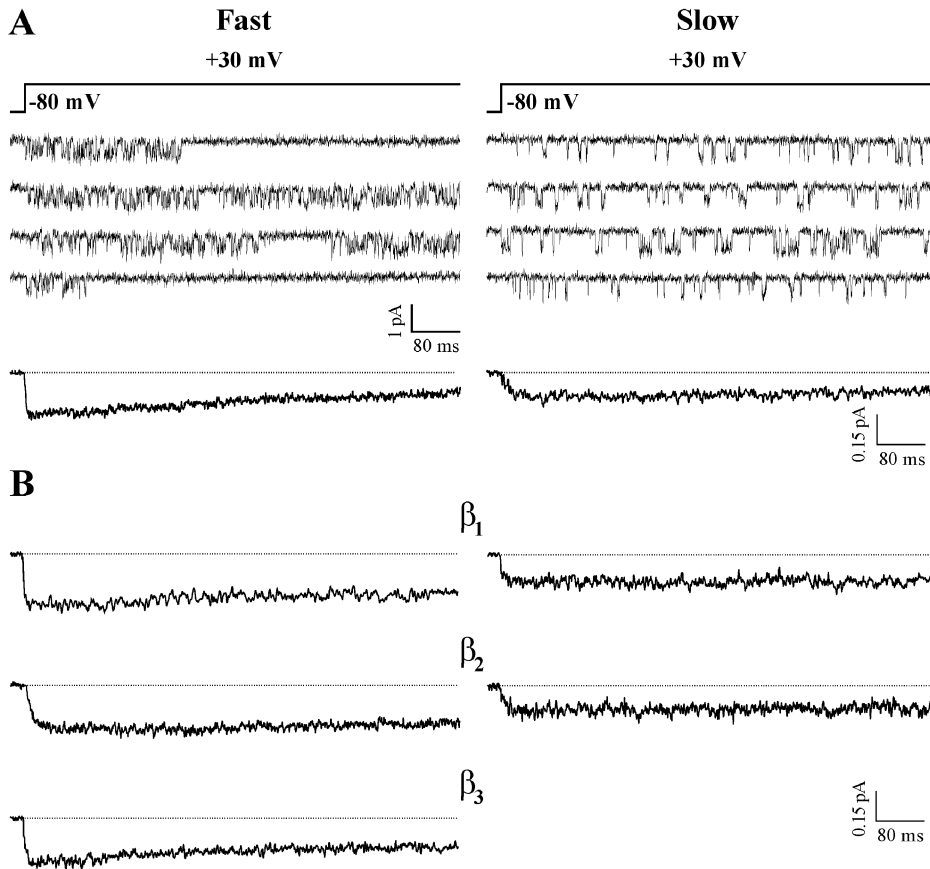 A
Fast
Slow
+30 mV
+30 mV
-80 mV
-80 mV
1 pA
80 ms
0.15 pA
80 ms
B
β1
β2
β3
0.15 pA
80 ms